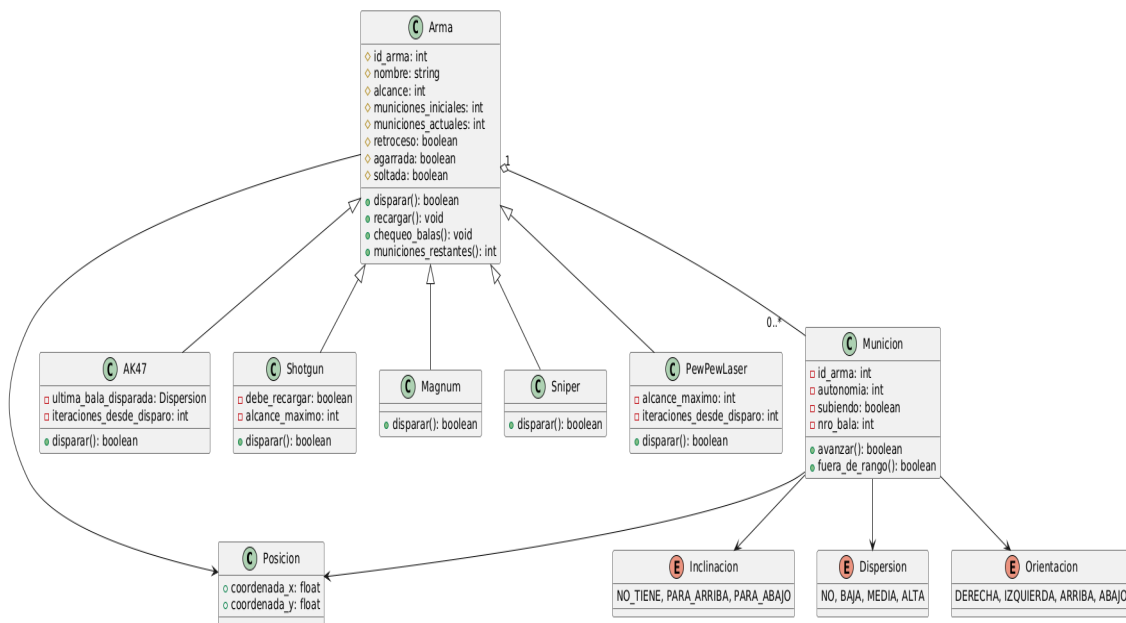 C Arma
id_arma: int
nombre: string
alcance: int
municiones_iniciales: int
municiones_actuales: int
retroceso: boolean
agarrada: boolean
soltada: boolean
disparar(): boolean
recargar(): void
chequeo_balas(): void
municiones_restantes(): int
1
0..*
C AK47
ultima_bala_disparada: Dispersion
iteraciones_desde_disparo: int
disparar(): boolean
C Shotgun
debe_recargar: boolean
alcance_maximo: int
disparar(): boolean
C Magnum
disparar(): boolean
C Sniper
disparar(): boolean
C PewPewLaser
alcance_maximo: int
iteraciones_desde_disparo: int
disparar(): boolean
C Municion
id_arma: int
autonomia: int
subiendo: boolean
nro_bala: int
avanzar(): boolean
fuera_de_rango(): boolean
C Posicion
coordenada_x: float
coordenada_y: float
E Inclinacion
NO_TIENE, PARA_ARRIBA, PARA_ABAJO
E Dispersion
NO, BAJA, MEDIA, ALTA
E Orientacion
DERECHA, IZQUIERDA, ARRIBA, ABAJO